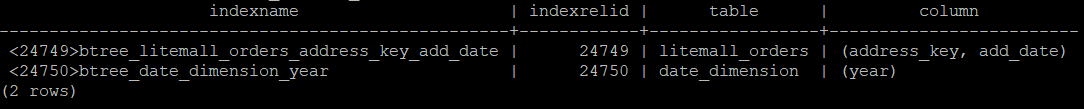 indexname | indexrelid | table | column
--------------------------------------------------+------------+----------------+-------------------------
<24749>btree_litemall_orders_address_key_add_date | 24749 | litemall_orders | (address_key, add_date)
<24750>btree_date_dimension_year | 24750 | date_dimension | (year)
(2 rows)